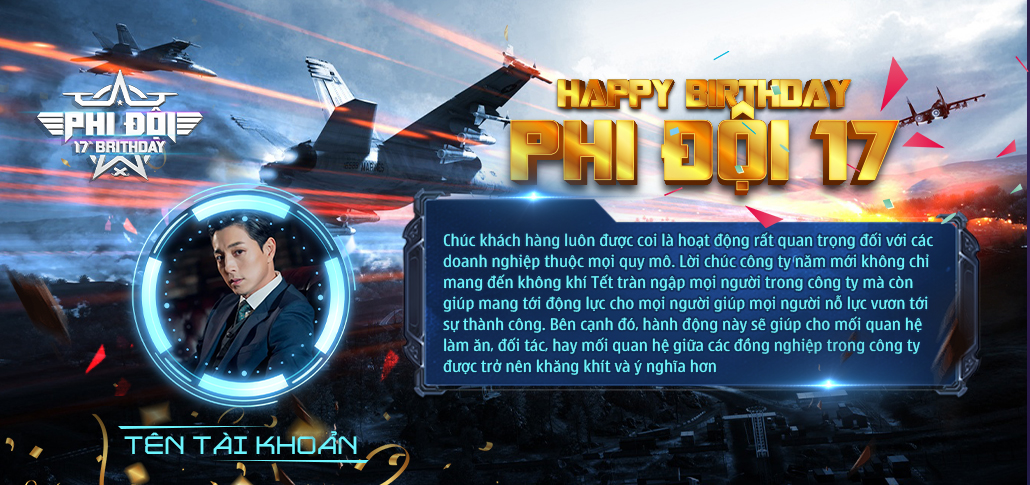 PHI ĐỘI
17th BRITHDAY
HAPPY BIRTHDAY
PHI ĐỘI 17
Chúc khách hàng luôn được coi là hoạt động rất quan trọng đối với các
doanh nghiệp thuộc mọi quy mô. Lời chúc công ty năm mới không chỉ
mang đến không khí Tết tràn ngập mọi người trong công ty mà còn
giúp mang tới động lực cho mọi người giúp mọi người nỗ lực vươn tới
sự thành công. Bên cạnh đó, hành động này sẽ giúp cho mối quan hệ
làm ăn, đối tác, hay mối quan hệ giữa các đồng nghiệp trong công ty
được trở nên khăng khít và ý nghĩa hơn
TÊN TÀI KHOẢN